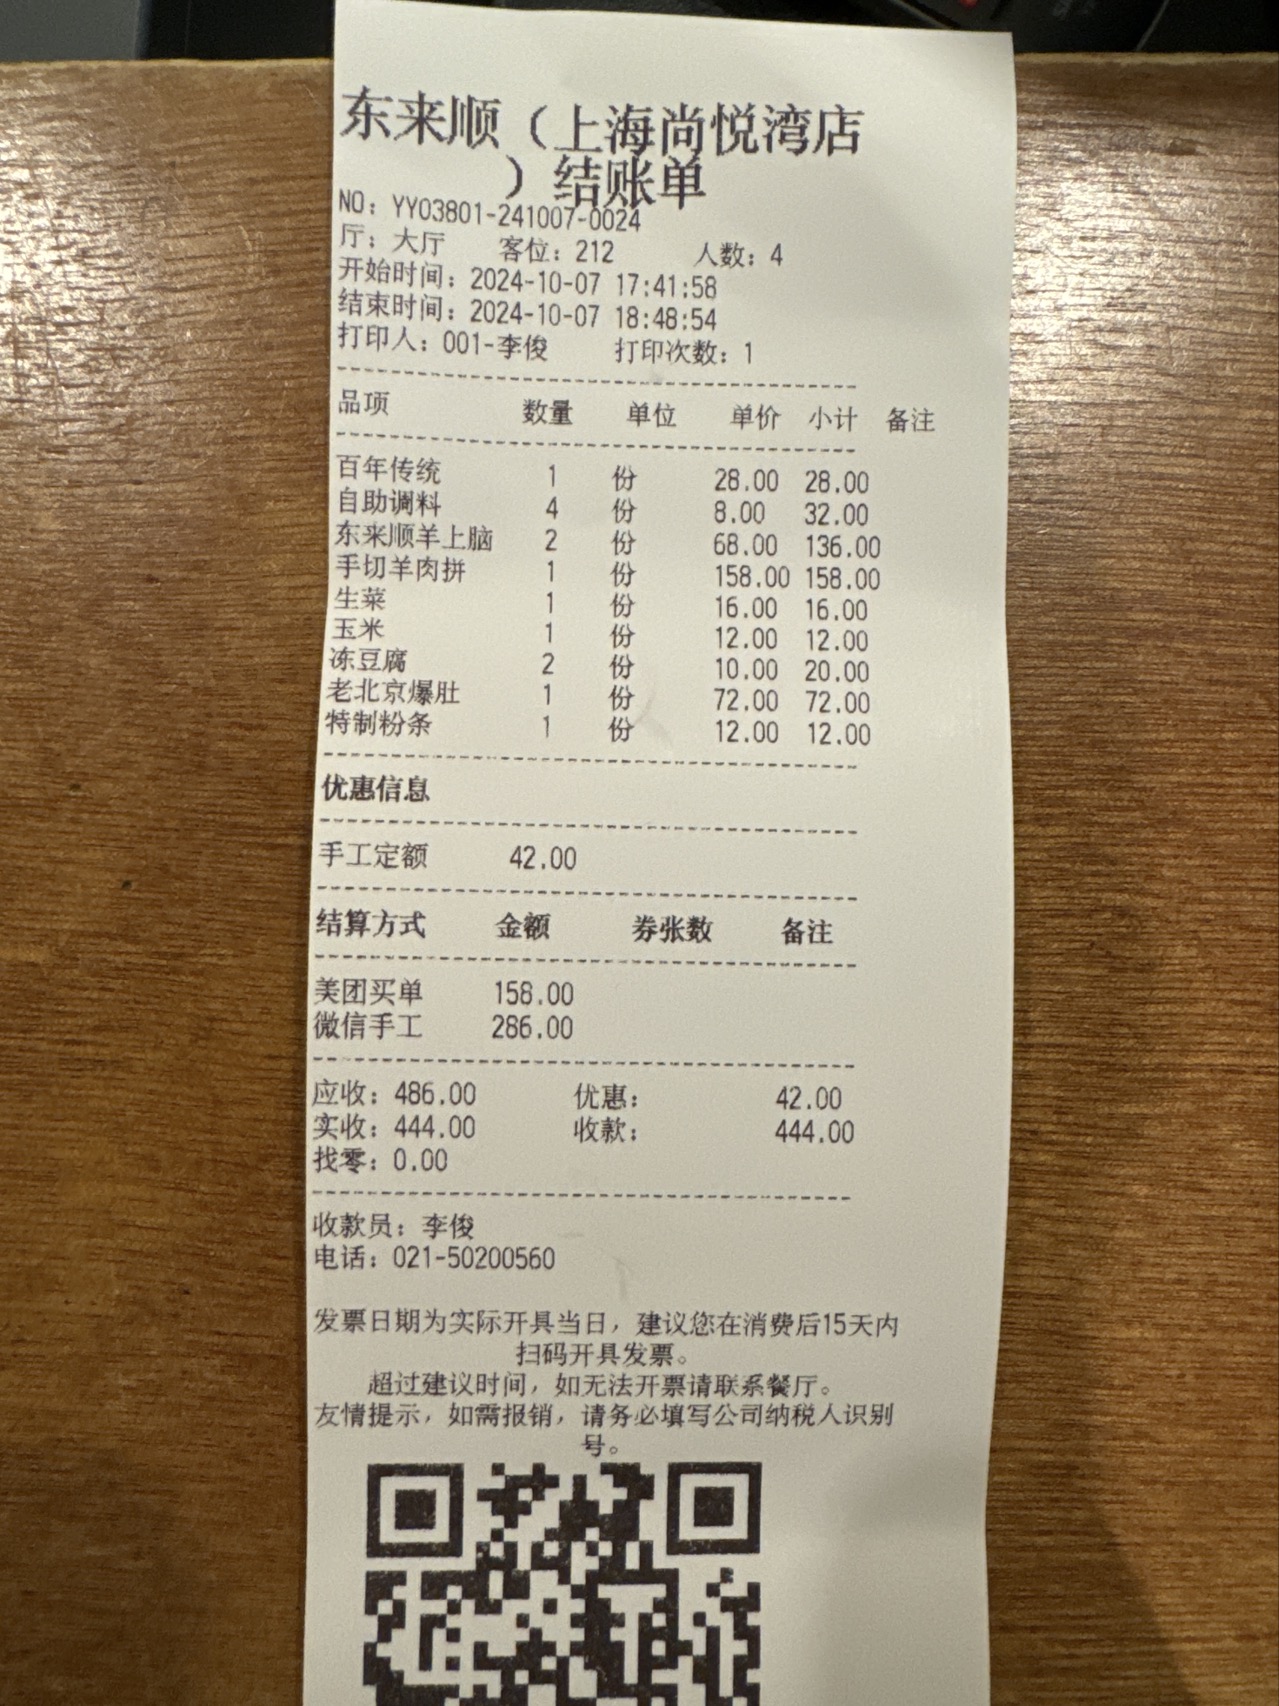 东来顺（上海尚悦湾店
）结账单
NO：YY03801-241007-0024
厅：大厅 客位：212 人数：4
开始时间：2024-10-07 17:41:58
结束时间：2024-10-07 18:48:54
打印人：001-李俊 打印次数：1
品项 数量 单位 单价 小计 备注
百年传统 1 份 28.00 28.00
自助调料 4 份 8.00 32.00
东来顺羊上脑 2 份 68.00 136.00
手切羊肉拼 1 份 158.00 158.00
生菜 1 份 16.00 16.00
玉米 1 份 12.00 12.00
冻豆腐 2 份 10.00 20.00
老北京爆肚 1 份 72.00 72.00
特制粉条 1 份 12.00 12.00
优惠信息
手工定额 42.00
结算方式 金额 券张数 备注
美团买单 158.00
微信手工 286.00
应收：486.00 优惠： 42.00
实收：444.00 收款： 444.00
找零：0.00
收款员：李俊
电话：021-50200560
发票日期为实际开具当日，建议您在消费后15天内
扫码开具发票。
超过建议时间，如无法开票请联系餐厅。
友情提示，如需报销，请务必填写公司纳税人识别
号。